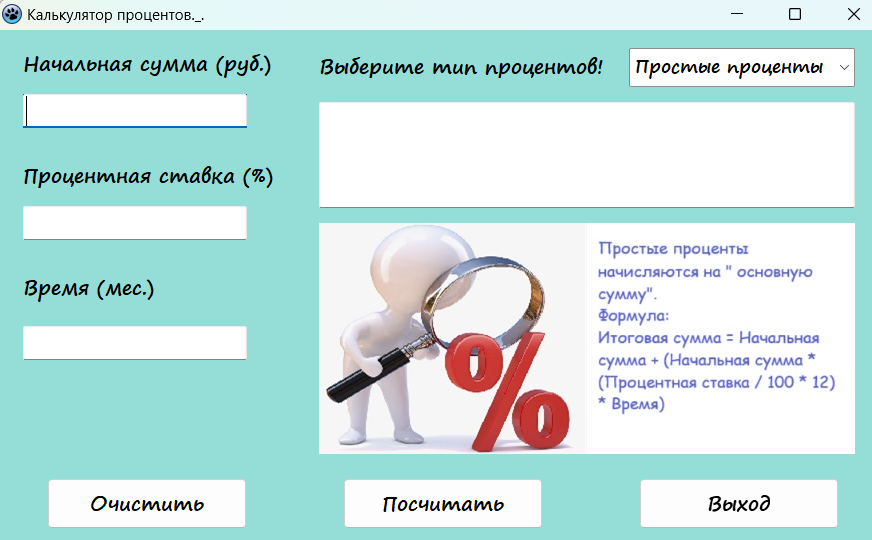 Калькулятор процентов._.
Начальная сумма (руб.)
Выберите тип процентов!
Простые проценты
Процентная ставка (%)
Время (мес.)
%
Простые проценты
начисляются на " основную
сумму".
Формула:
Итоговая сумма = Начальная
сумма + (Начальная сумма *
(Процентная ставка / 100 * 12)
* Время)
Очистить
Посчитать
Выход